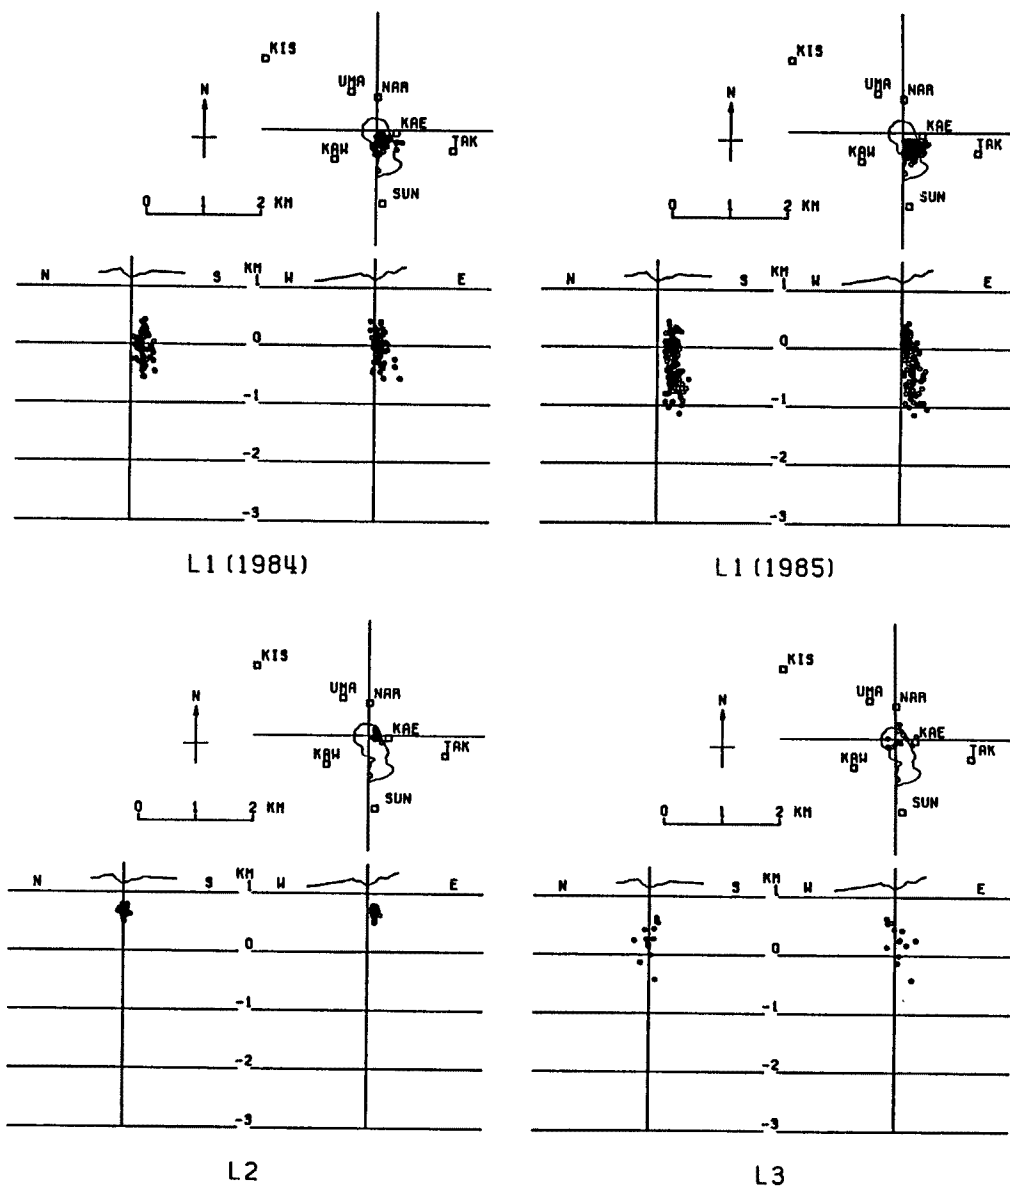 KIS
UMA
NAR
N
KAE
KAW
TAK
SUN
0 1 2 KM
N S KM 1 W E
0
-1
-2
-3
L1 (1984)
KIS
UMA
NAR
N
KAE
KAW
TAK
SUN
0 1 2 KM
N S KM 1 W E
0
-1
-2
-3
L1 (1985)
KIS
UMA
NAR
N
KAE
KAW
TAK
SUN
0 1 2 KM
N S KM 1 W E
0
-1
-2
-3
L2
KIS
UMA
NAR
N
KAE
KAW
TAK
SUN
0 1 2 KM
N S KM 1 W E
0
-1
-2
-3
L3